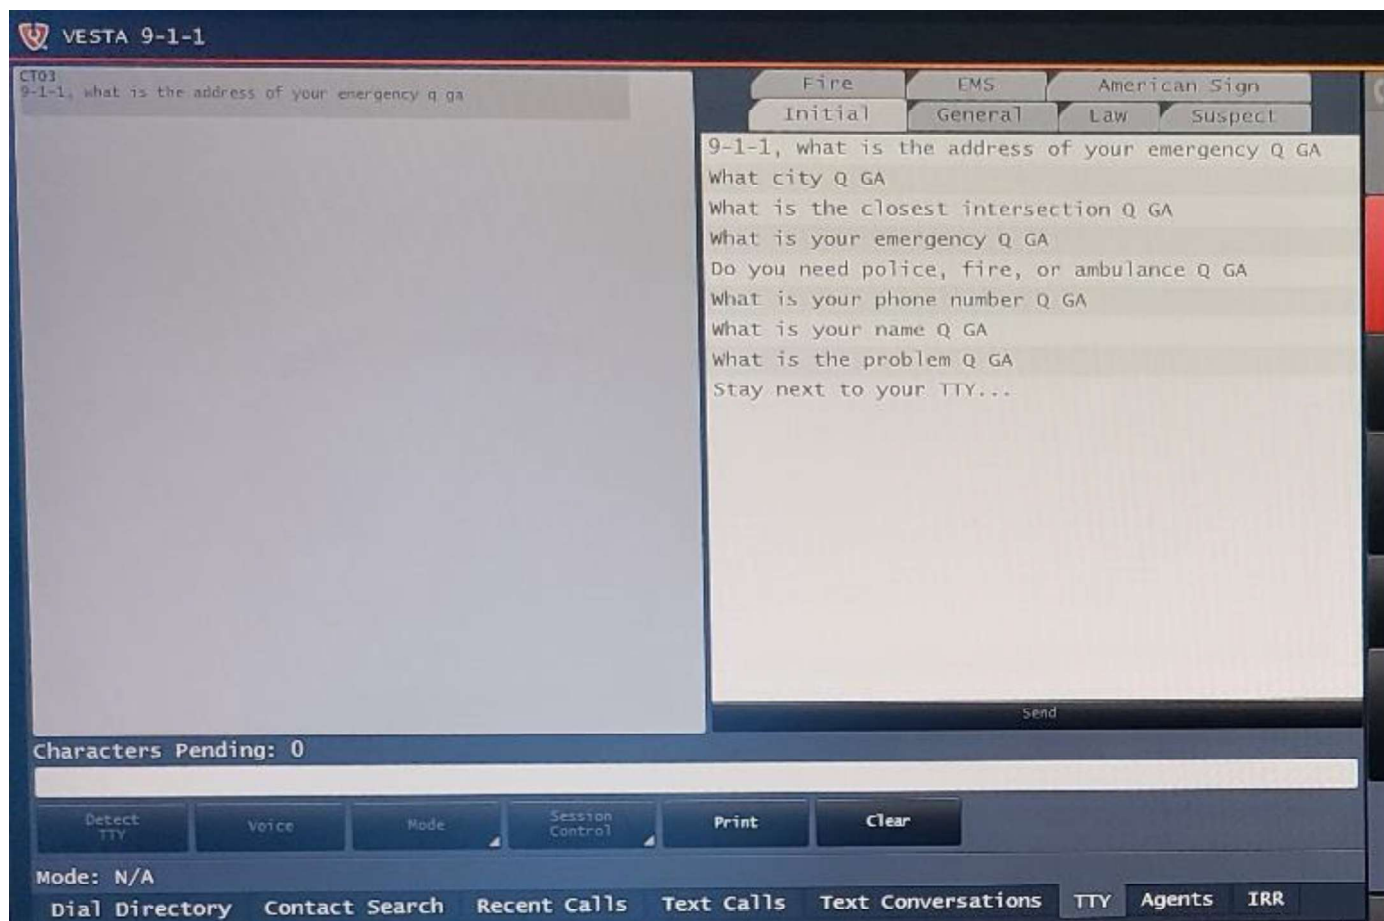 VESTA 9-1-1
CT03
9-1-1, what is the address of your energency q ga
Fire EMS American Sign
Initial General Law Suspect
9-1-1, what is the address of your emergency Q GA
What city Q GA
What is the closest intersection Q GA
What is your emergency Q GA
Do you need police, fire, or ambulance Q GA
What is your phone number Q GA
What is your name Q GA
What is the problem Q GA
Stay next to your TTY...
Send
Characters Pending: 0
Detect TTY
Voice
Mode
Session Control
Print
Clear
Mode: N/A
Dial Directory Contact Search Recent Calls Text Calls Text Conversations TTY Agents IRR